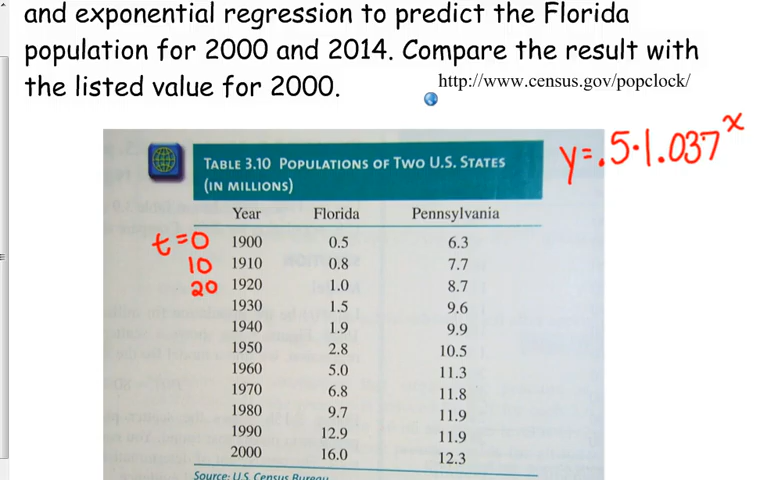 and exponential regression to predict the Florida
population for 2000 and 2014. Compare the result with
the listed value for 2000.
http://www.census.gov/popclock/
y=.5·1.037^x
TABLE 3.10 POPULATIONS OF TWO U.S. STATES
(IN MILLIONS)
Year Florida Pennsylvania
t=0 1900 0.5 6.3
10 1910 0.8 7.7
20 1920 1.0 8.7
1930 1.5 9.6
1940 1.9 9.9
1950 2.8 10.5
1960 5.0 11.3
1970 6.8 11.8
1980 9.7 11.9
1990 12.9 11.9
2000 16.0 12.3
Source: U.S. Census Bureau